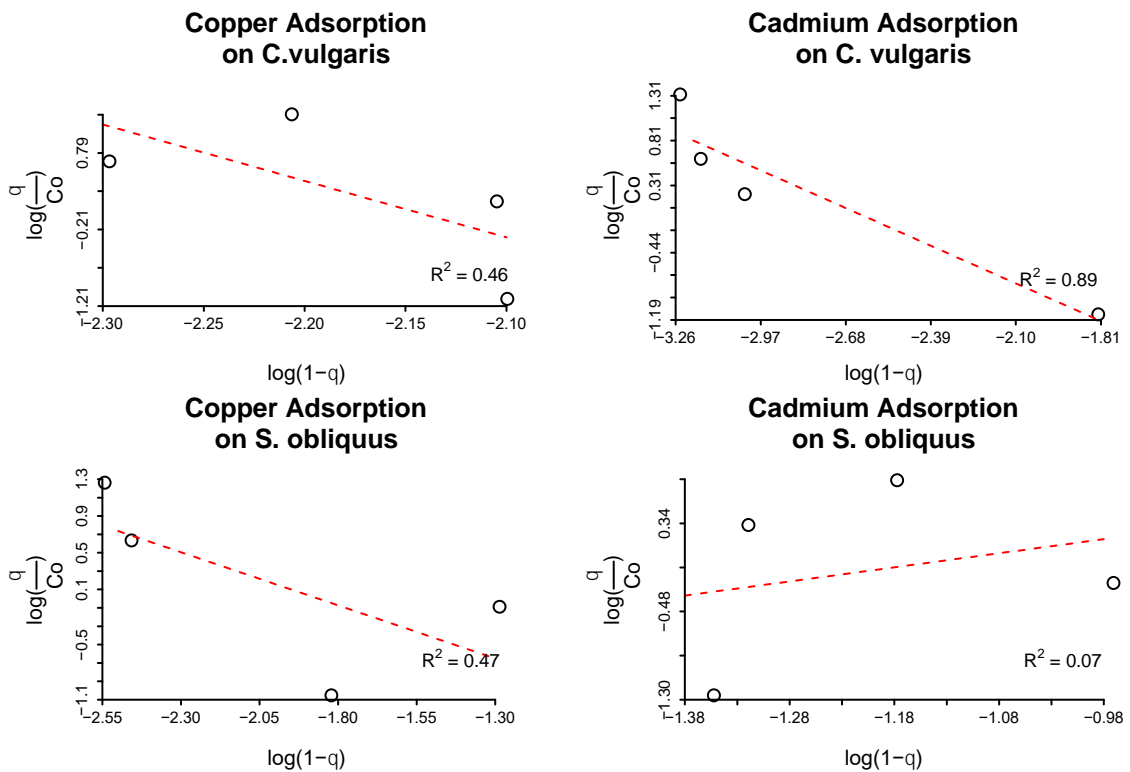 Copper Adsorption
on C.vulgaris
log(q/Co)
0.79
−0.21
−1.21
R² = 0.46
−2.30 −2.25 −2.20 −2.15 −2.10
log(1−q)
Cadmium Adsorption
on C. vulgaris
log(q/Co)
1.31
0.81
0.31
−0.44
−1.19
R² = 0.89
−3.26 −2.97 −2.68 −2.39 −2.10 −1.81
log(1−q)
Copper Adsorption
on S. obliquus
log(q/Co)
1.3
0.9
0.5
0.1
−0.5
−1.1
R² = 0.47
−2.55 −2.30 −2.05 −1.80 −1.55 −1.30
log(1−q)
Cadmium Adsorption
on S. obliquus
log(q/Co)
0.34
−0.48
−1.30
R² = 0.07
−1.38 −1.28 −1.18 −1.08 −0.98
log(1−q)